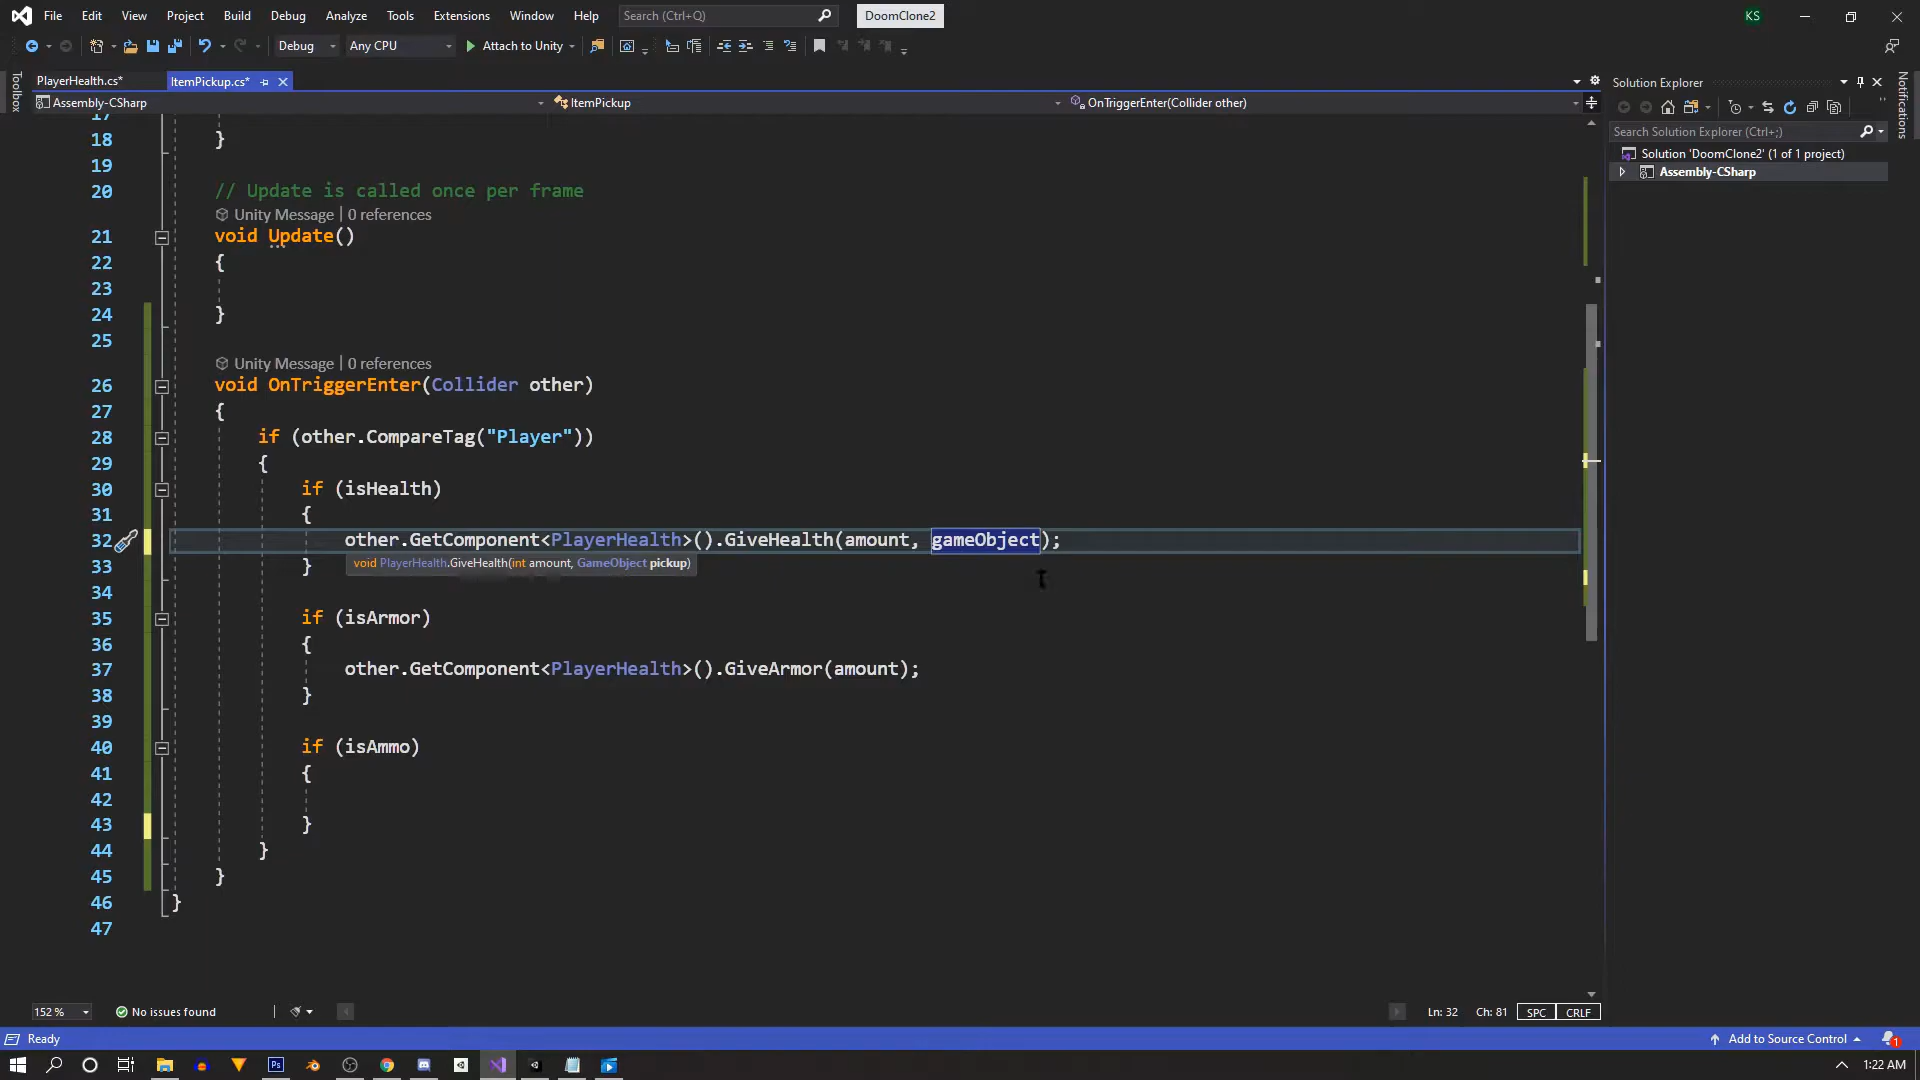 File Edit View Project Build Debug Analyze Tools Extensions Window Help Search (Ctrl+Q) DoomClone2 KS
Debug Any CPU Attach to Unity
Toolbox
PlayerHealth.cs* ItemPickup.cs*
Assembly-CSharp ItemPickup OnTriggerEnter(Collider other)
17
18 }
19
20 // Update is called once per frame
Unity Message | 0 references
21 void Update()
22 {
23
24 }
25
Unity Message | 0 references
26 void OnTriggerEnter(Collider other)
27 {
28 if (other.CompareTag("Player"))
29 {
30 if (isHealth)
31 {
32 other.GetComponent<PlayerHealth>().GiveHealth(amount, gameObject);
33 }
void PlayerHealth.GiveHealth(int amount, GameObject pickup)
34
35 if (isArmor)
36 {
37 other.GetComponent<PlayerHealth>().GiveArmor(amount);
38 }
39
40 if (isAmmo)
41 {
42
43 }
44 }
45 }
46 }
47
Solution Explorer
Search Solution Explorer (Ctrl+;)
Solution 'DoomClone2' (1 of 1 project)
Assembly-CSharp
Notifications
152 % No issues found Ln: 32 Ch: 81 SPC CRLF
Ready Add to Source Control 1
Ps 1:22 AM